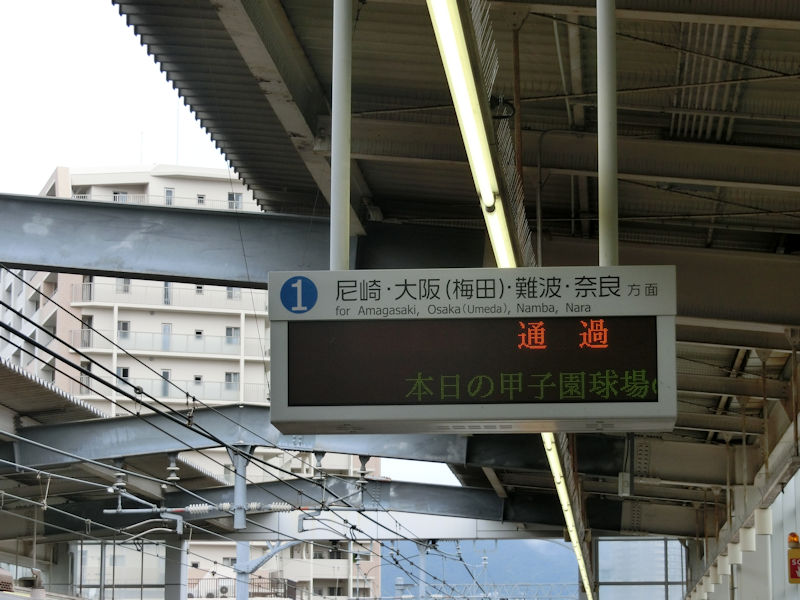 1 尼崎・大阪(梅田)・難波・奈良 方面
for Amagasaki, Osaka(Umeda), Namba, Nara
通 過
本日の甲子園球場の